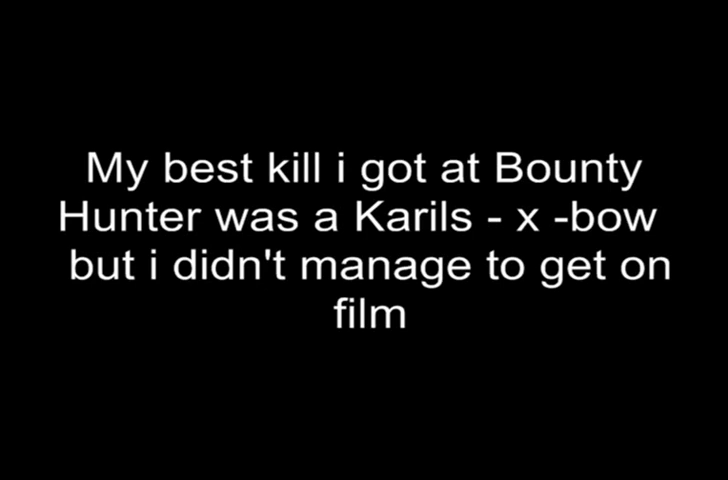 My best kill i got at Bounty
Hunter was a Karils - x -bow
but i didn't manage to get on
film